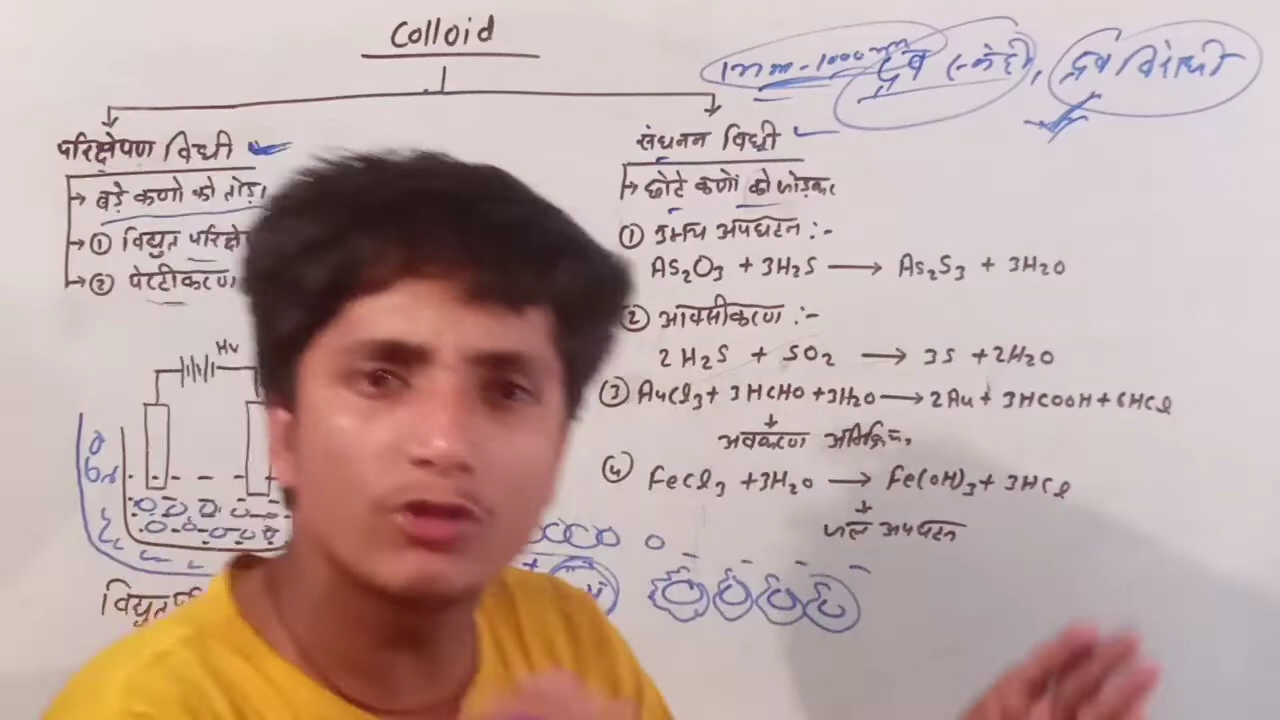 Colloid
1nm - 1000nm द्रव स्नेही, द्रव विरोधी
परिक्षेपण विधी
→ बड़े कणो को तोड़
→ ① विद्युत परिक्षे
→ ② पेप्टीकरण
Hv
विद्युत
संघनन विधी
→ छोटे कणों को जोड़कर
① उभय अपघटन :-
As₂O₃ + 3H₂S ⟶ As₂S₃ + 3H₂O
② आक्सीकरण :-
2H₂S + SO₂ ⟶ 3S + 2H₂O
③ AuCl₃ + 3HCHO + 3H₂O ⟶ 2Au + 3HCOOH + 6HCl
अवकरण अभिक्रिया
④ FeCl₃ + 3H₂O ⟶ Fe(OH)₃ + 3HCl
जल अपघटन